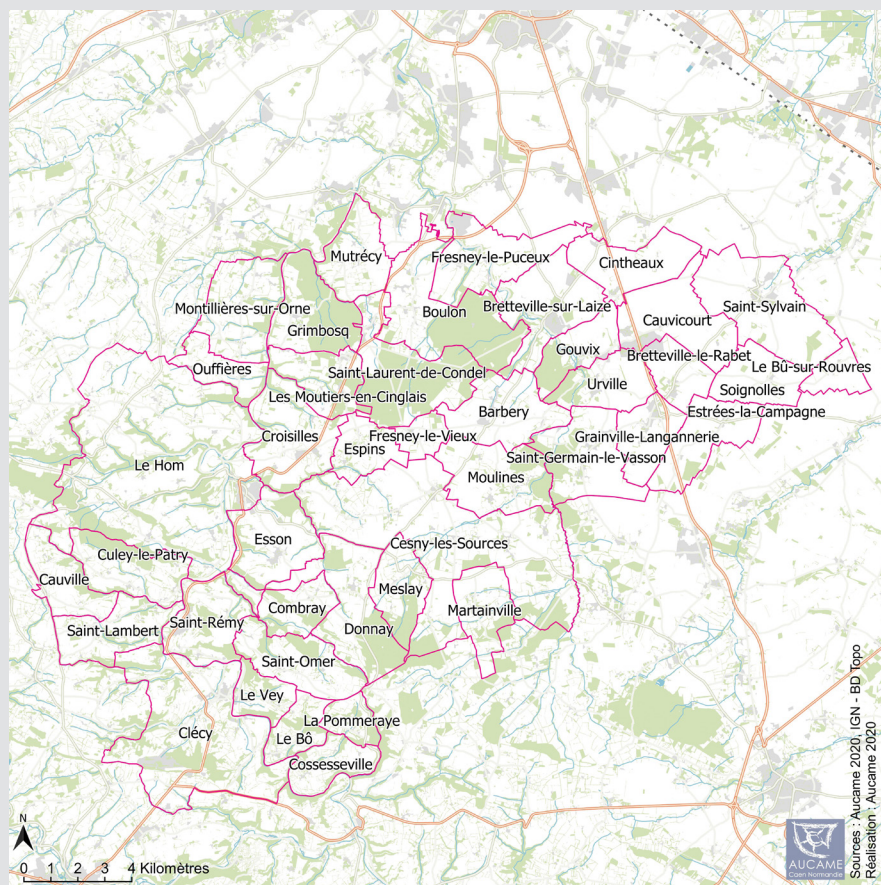 Mutrécy
Fresney-le-Puceux
Cintheaux
Montillières-sur-Orne
Bretteville-sur-Laize
Saint-Sylvain
Boulon
Cauvicourt
Grimbosq
Gouvix
Bretteville-le-Rabet
Ouffières
Saint-Laurent-de-Condel
Le Bû-sur-Rouvres
Urville
Soignolles
Les Moutiers-en-Cinglais
Barbery
Estrées-la-Campagne
Croisilles
Fresney-le-Vieux
Grainville-Langannerie
Espins
Saint-Germain-le-Vasson
Le Hom
Moulines
Esson
Cesny-les-Sources
Culey-le-Patry
Cauville
Meslay
Combray
Martainville
Saint-Lambert
Saint-Rémy
Donnay
Saint-Omer
Le Vey
La Pommeraye
Clécy
Le Bô
Cossesseville
N
0 1 2 3 4 Kilomètres
AUCAME
Caen Normandie
Sources : Aucame 2020, IGN - BD Topo
Réalisation : Aucame 2020